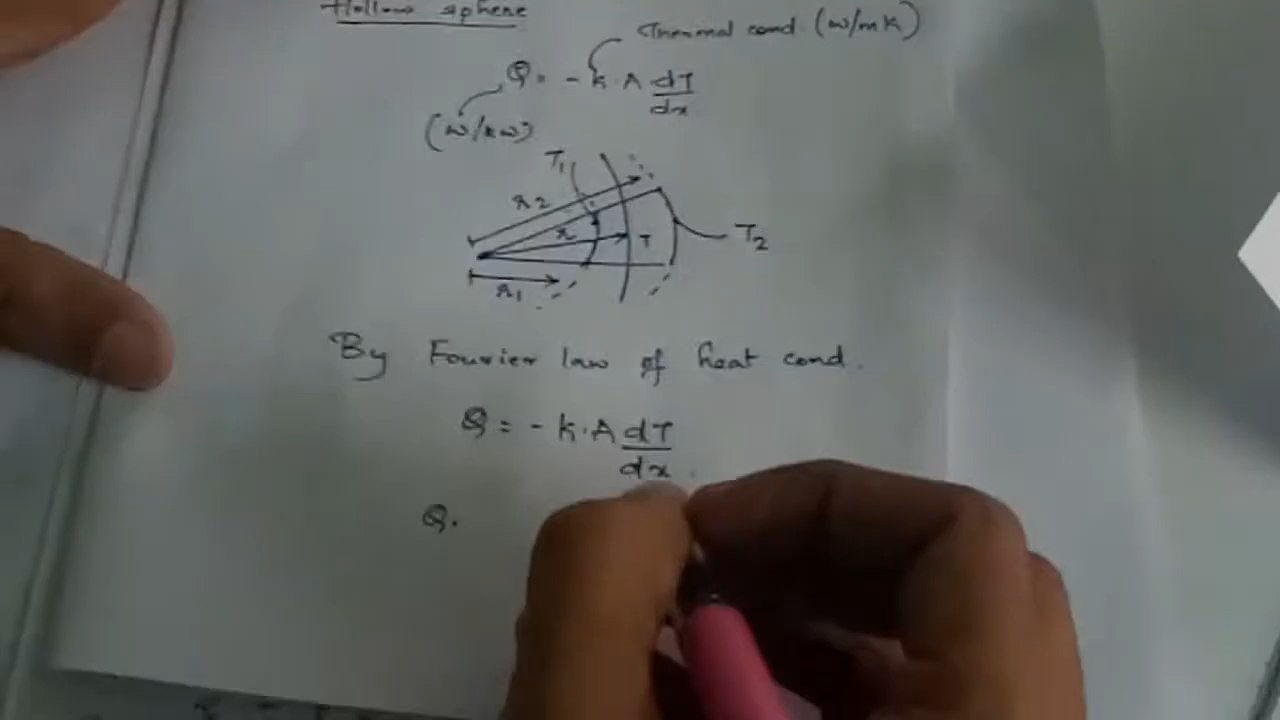 Hollow sphere
Thermal cond. (W/mK)
Q = - k A dT/dx
(W/KW)
T1
r2
r
T
T2
r1
By Fourier law of heat cond.
Q = - k.A dT/dx
Q.